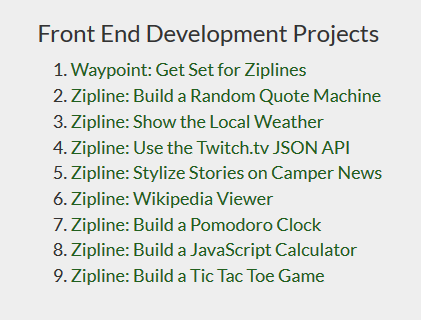 Front End Development Projects
1. Waypoint: Get Set for Ziplines
2. Zipline: Build a Random Quote Machine
3. Zipline: Show the Local Weather
4. Zipline: Use the Twitch.tv JSON API
5. Zipline: Stylize Stories on Camper News
6. Zipline: Wikipedia Viewer
7. Zipline: Build a Pomodoro Clock
8. Zipline: Build a JavaScript Calculator
9. Zipline: Build a Tic Tac Toe Game